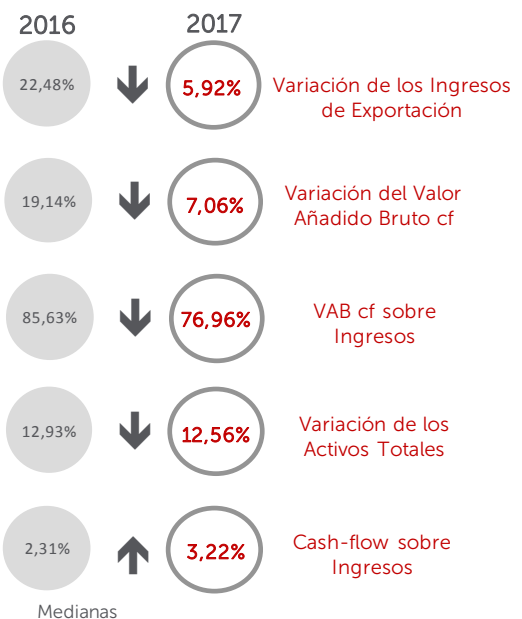 2016 2017
22,48% 5,92% Variación de los Ingresos
de Exportación
19,14% 7,06% Variación del Valor
Añadido Bruto cf
85,63% 76,96% VAB cf sobre
Ingresos
12,93% 12,56% Variación de los
Activos Totales
2,31% 3,22% Cash-flow sobre
Ingresos
Medianas